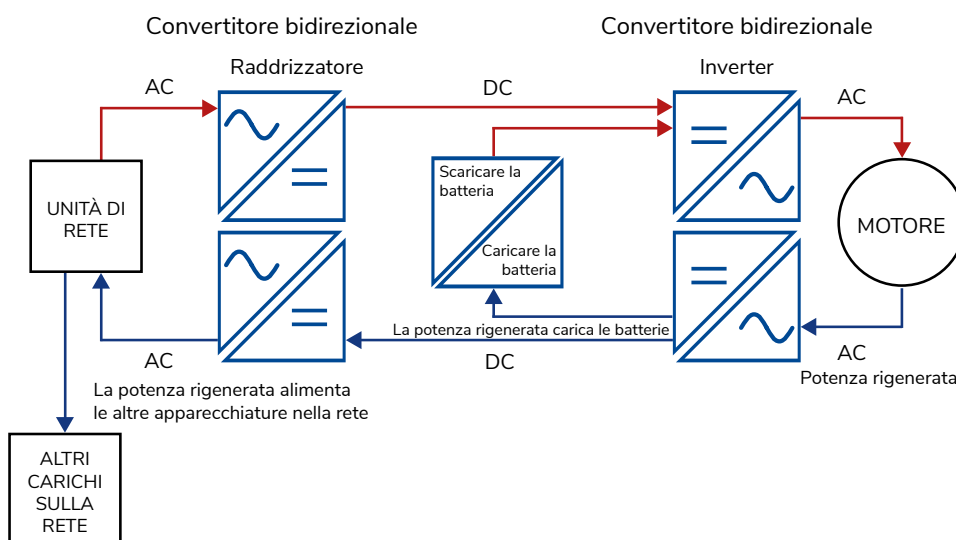 Convertitore bidirezionale
Convertitore bidirezionale
Raddrizzatore
Inverter
AC
DC
AC
Scaricare la
batteria
Caricare la
batteria
UNITÀ DI
RETE
MOTORE
La potenza rigenerata carica le batterie
AC
DC
AC
Potenza rigenerata
La potenza rigenerata alimenta
le altre apparecchiature nella rete
ALTRI
CARICHI
SULLA
RETE